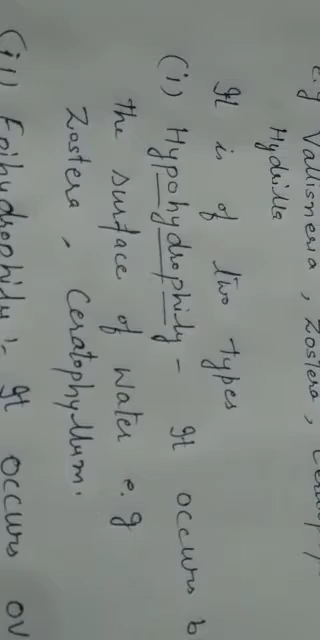 e.g Vallisneria, Zostera,
Hydrilla
It is of two types
(i) Hypohydrophily - It occurs b
the surface of water e.g
Zostera, Ceratophyllum.
(ii) Epihydrophily :- It occurs ov